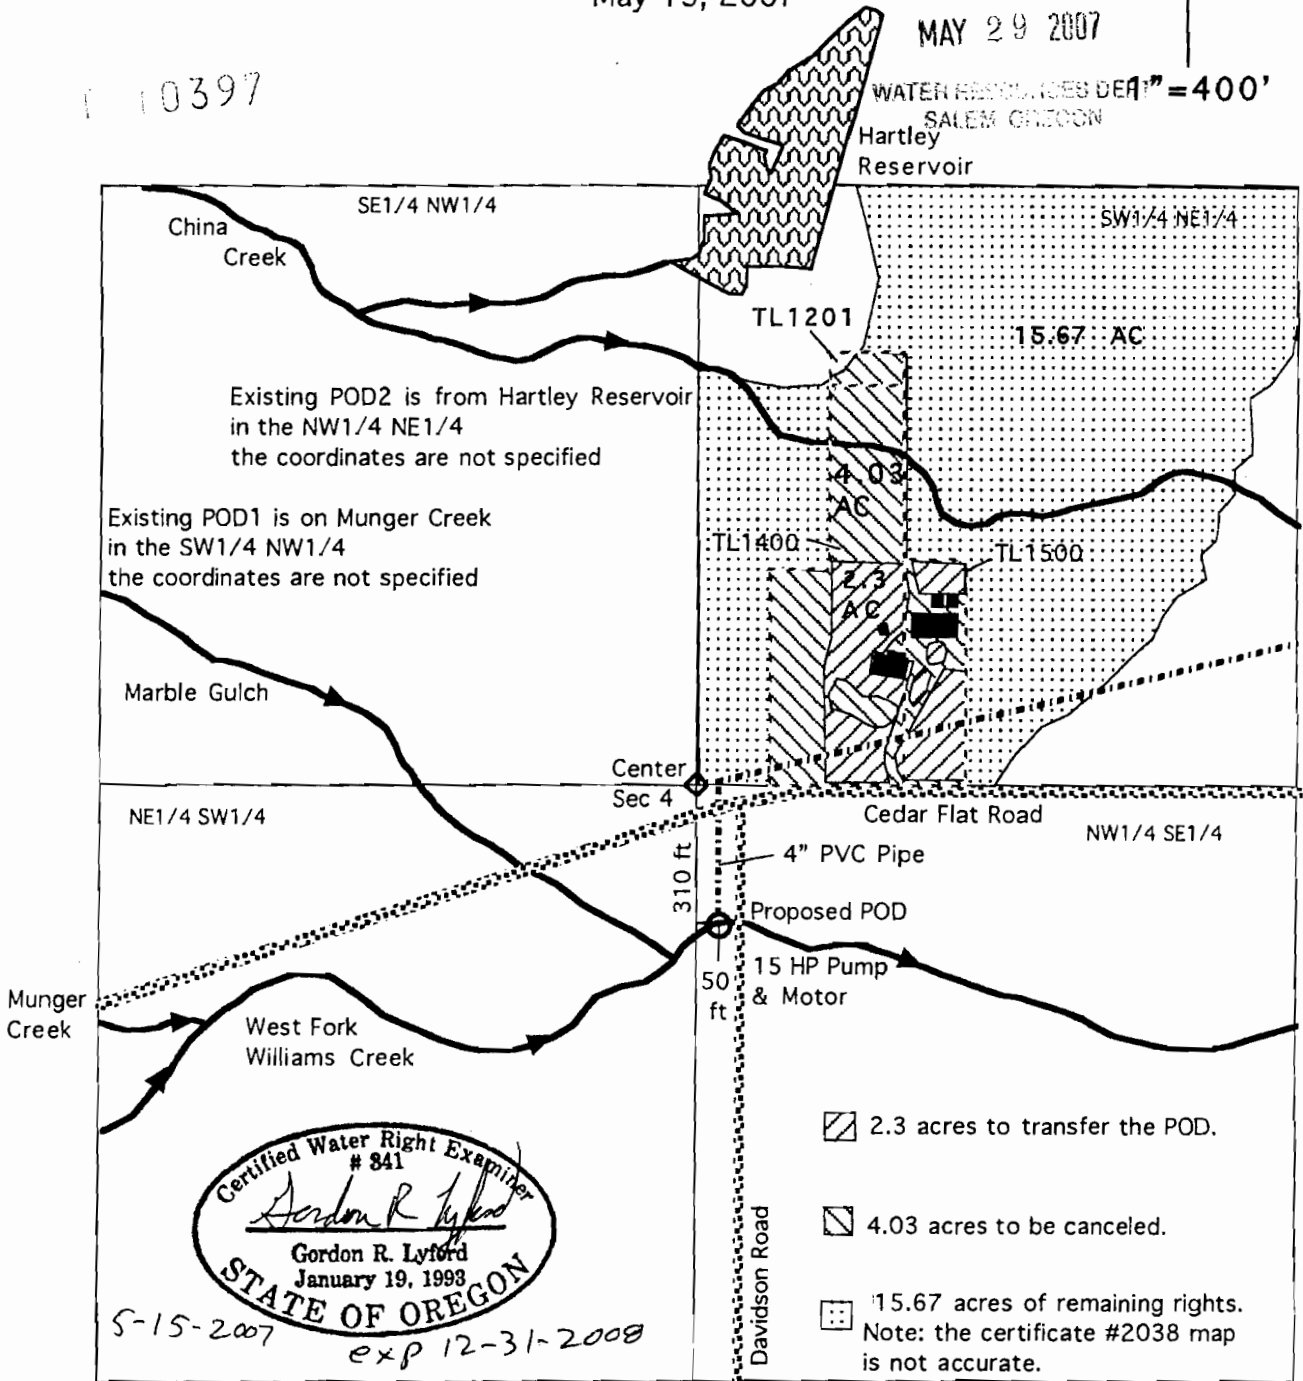 May 15, 2007
MAY 29 2007
10397
WATER RESOURCES DEPT
SALEM OREGON
1"=400'
Hartley
Reservoir
SE1/4 NW1/4
SW1/4 NE1/4
China
Creek
TL1201
15.67 AC
Existing POD2 is from Hartley Reservoir
in the NW1/4 NE1/4
the coordinates are not specified
4.03
AC
Existing POD1 is on Munger Creek
in the SW1/4 NW1/4
the coordinates are not specified
TL1400
TL1500
2.3
AC
Marble Gulch
Center
Sec 4
NE1/4 SW1/4
Cedar Flat Road
NW1/4 SE1/4
4" PVC Pipe
310 ft
Proposed POD
50
ft
15 HP Pump
& Motor
Munger
Creek
West Fork
Williams Creek
2.3 acres to transfer the POD.
4.03 acres to be canceled.
15.67 acres of remaining rights.
Note: the certificate #2038 map
is not accurate.
Davidson Road
Certified Water Right Examiner
# 341
Gordon R Lyford
Gordon R. Lyford
January 19, 1993
STATE OF OREGON
5-15-2007
exp 12-31-2008